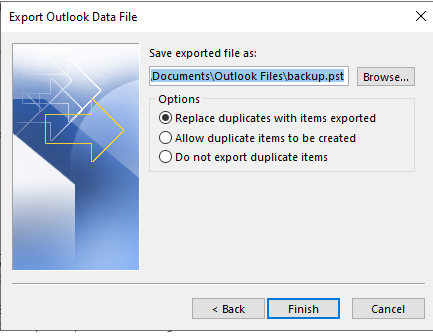 Export Outlook Data File
Save exported file as:
Documents\Outlook Files\backup.pst
Browse...
Options
Replace duplicates with items exported
Allow duplicate items to be created
Do not export duplicate items
< Back
Finish
Cancel